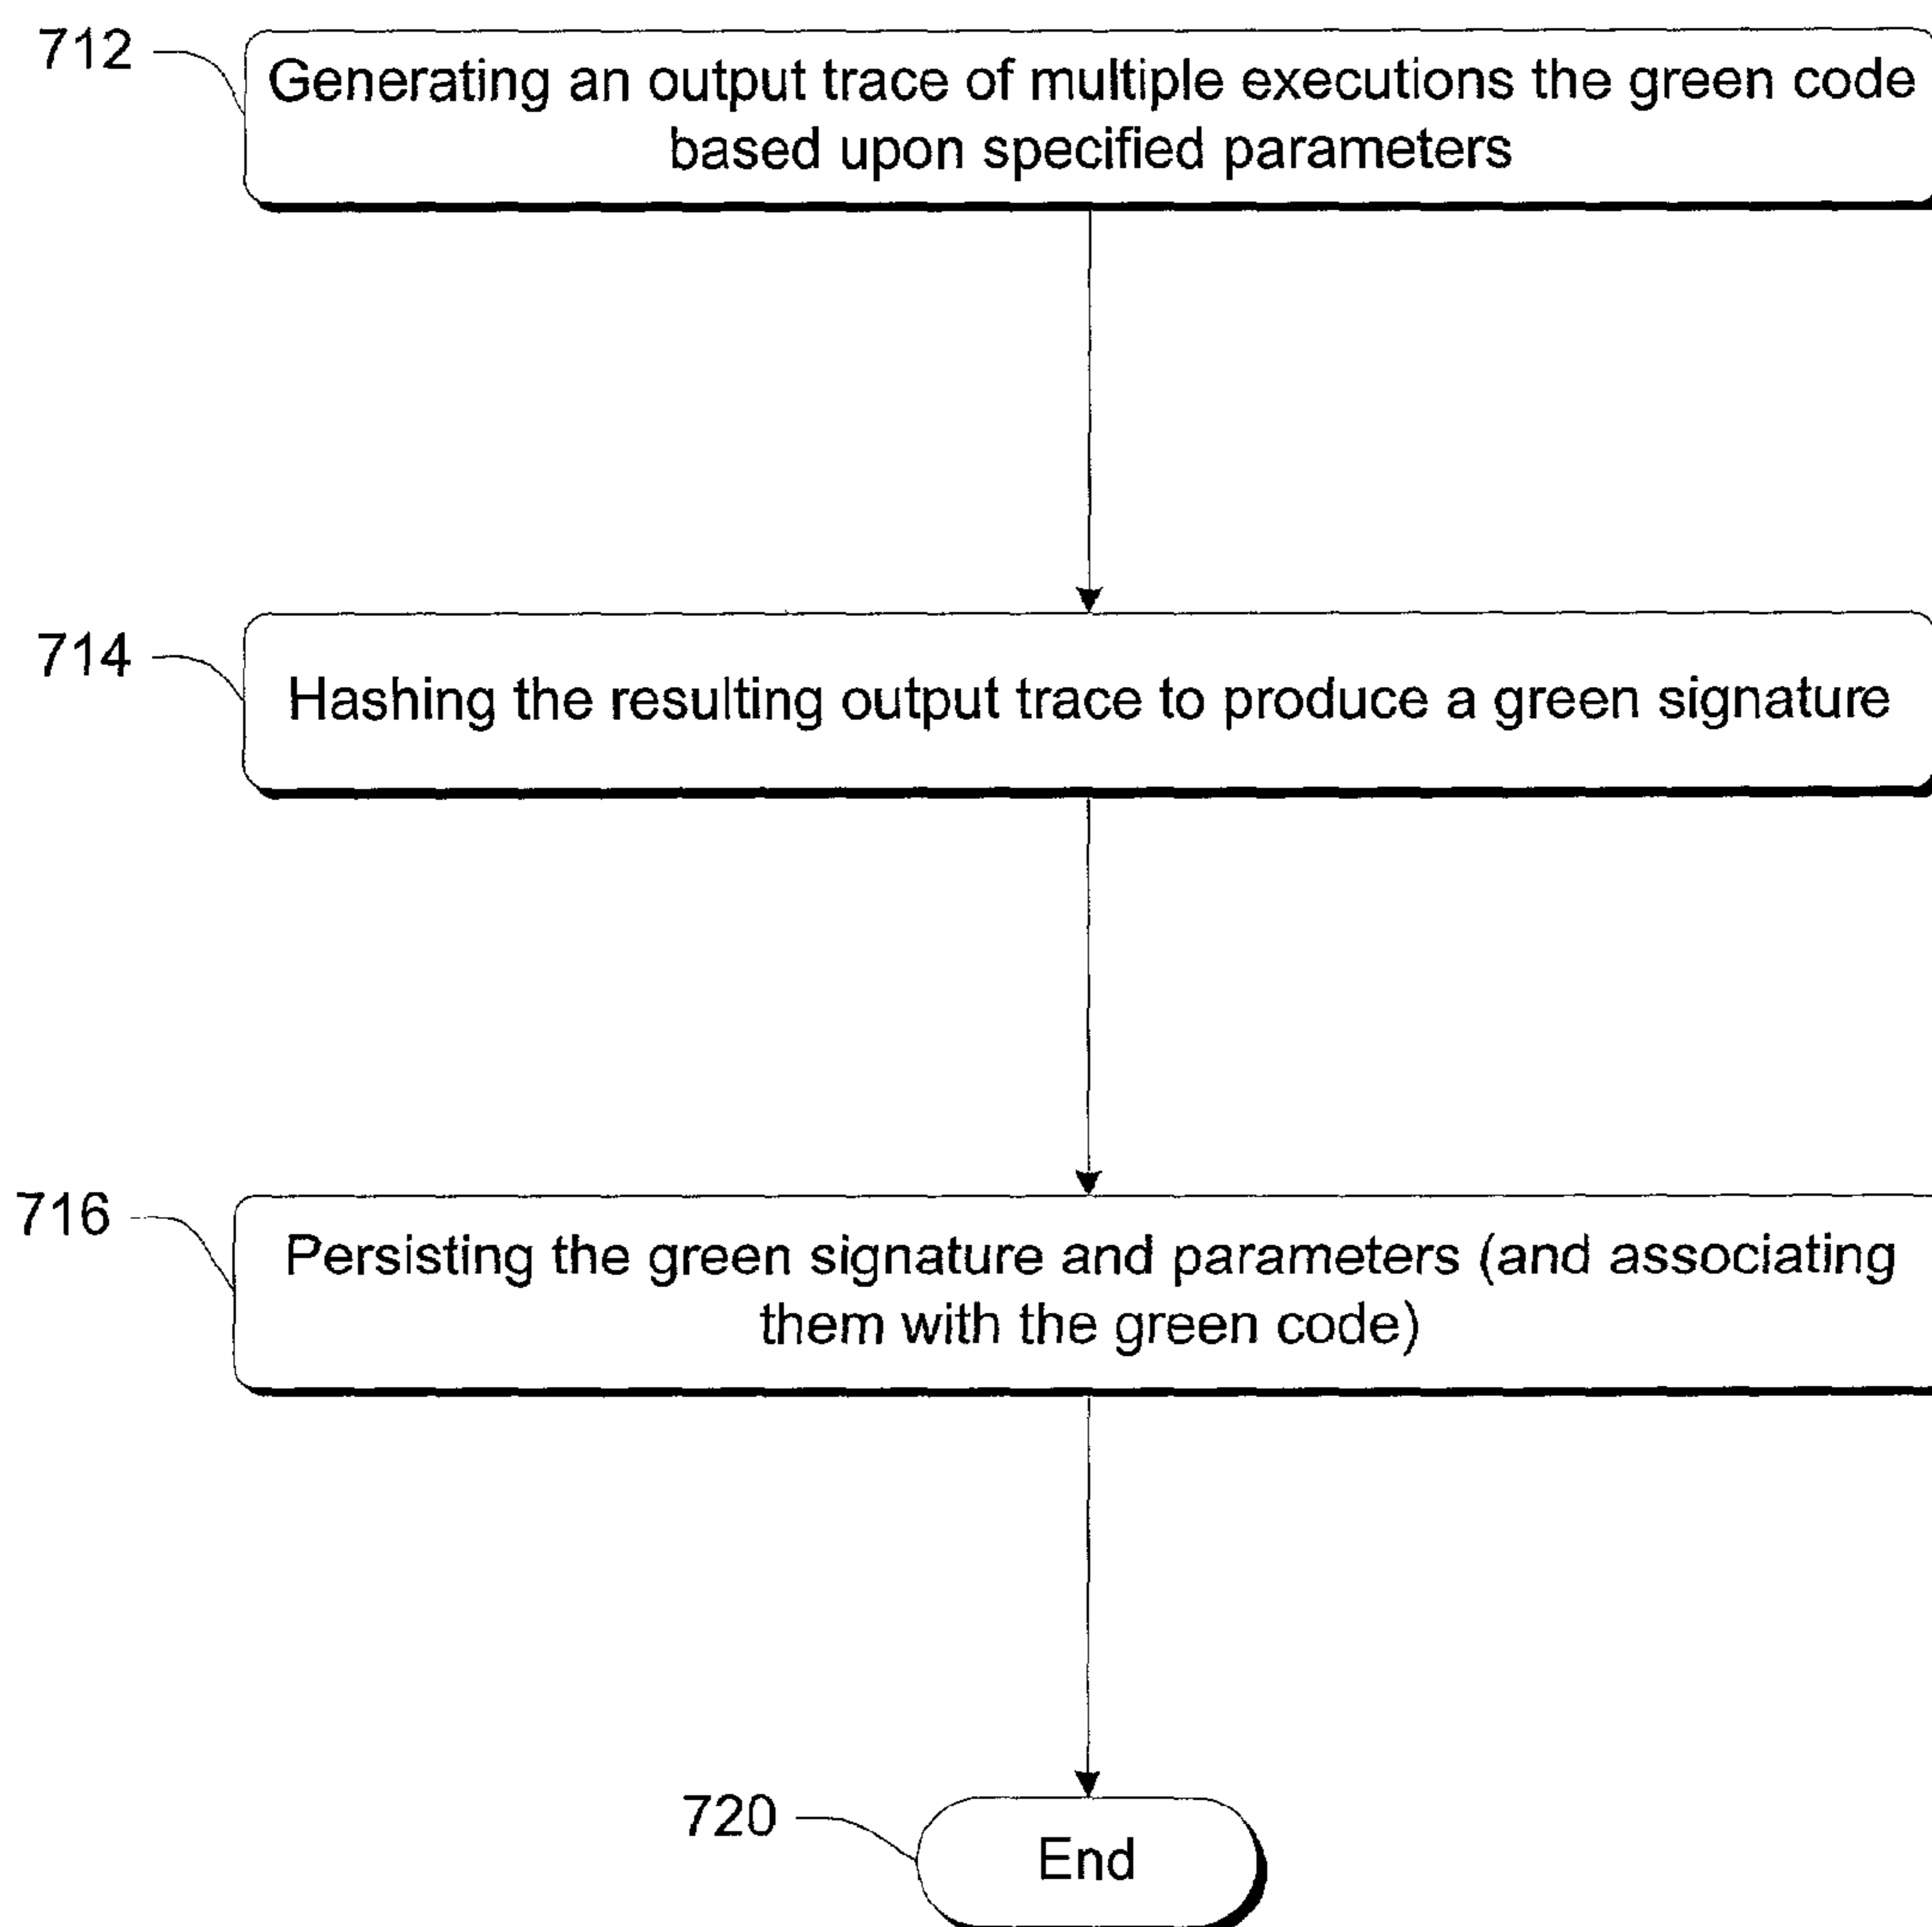 712
Generating an output trace of multiple executions the green code
based upon specified parameters
714
Hashing the resulting output trace to produce a green signature
716
Persisting the green signature and parameters (and associating
them with the green code)
720
End